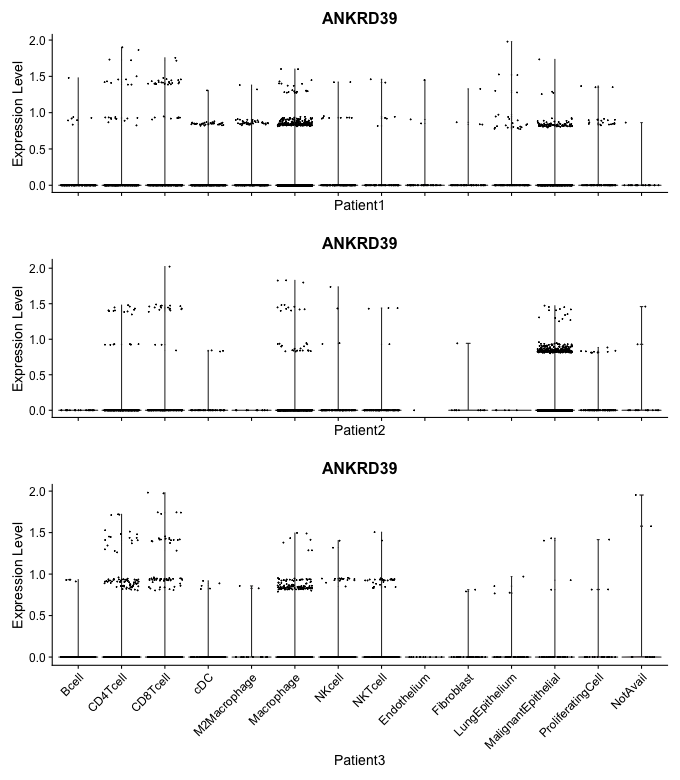 ANKRD39
Expression Level
2.0
1.5
1.0
0.5
0.0
Patient1
ANKRD39
Expression Level
2.0
1.5
1.0
0.5
0.0
Patient2
ANKRD39
Expression Level
2.0
1.5
1.0
0.5
0.0
Bcell
CD4Tcell
CD8Tcell
cDC
M2Macrophage
Macrophage
NKcell
NKTcell
Endothelium
Fibroblast
LungEpithelium
MalignantEpithelial
ProliferatingCell
NotAvail
Patient3